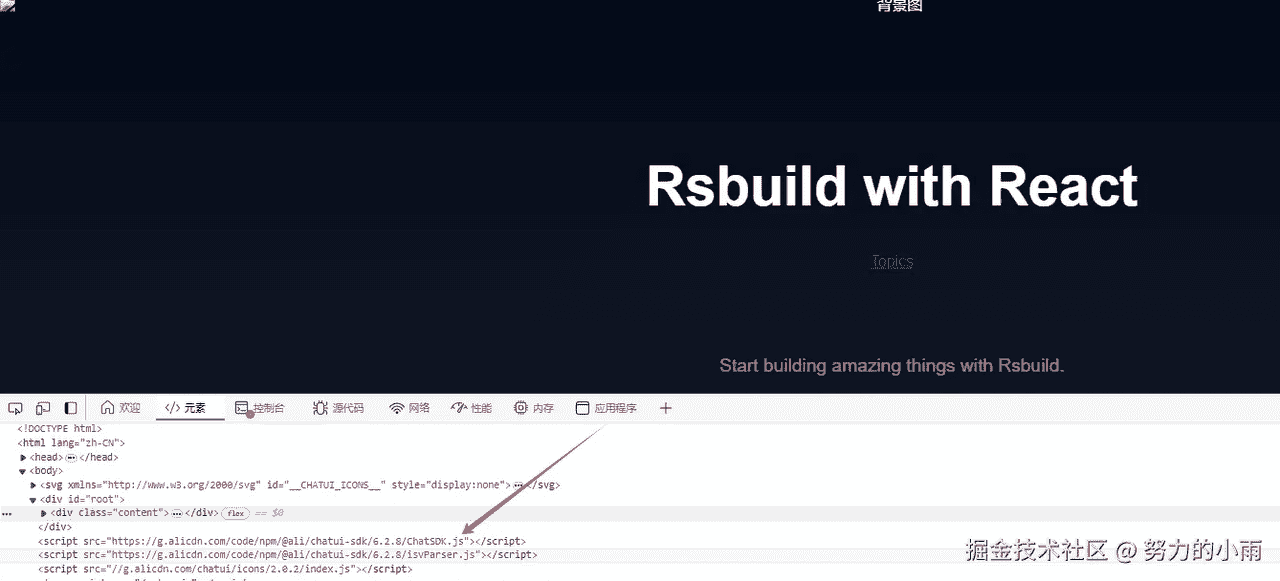 背景图
Rsbuild with React
Topics
Start building amazing things with Rsbuild.
欢迎 </> 元素 控制台 源代码 网络 性能 内存 应用程序 +
<!DOCTYPE html>
<html lang="zh-CN">
▶<head>•••</head>
▼<body>
▶<svg xmlns="http://www.w3.org/2000/svg" id="__CHATUI_ICONS__" style="display:none">•••</svg>
▼<div id="root">
••• ▶<div class="content">•••</div> flex == $0
</div>
<script src="https://g.alicdn.com/code/npm/@ali/chatui-sdk/6.2.8/ChatSDK.js"></script>
<script src="https://g.alicdn.com/code/npm/@ali/chatui-sdk/6.2.8/isvParser.js"></script>
<script src="//g.alicdn.com/chatui/icons/2.0.2/index.js"></script>
掘金技术社区 @ 努力的小雨